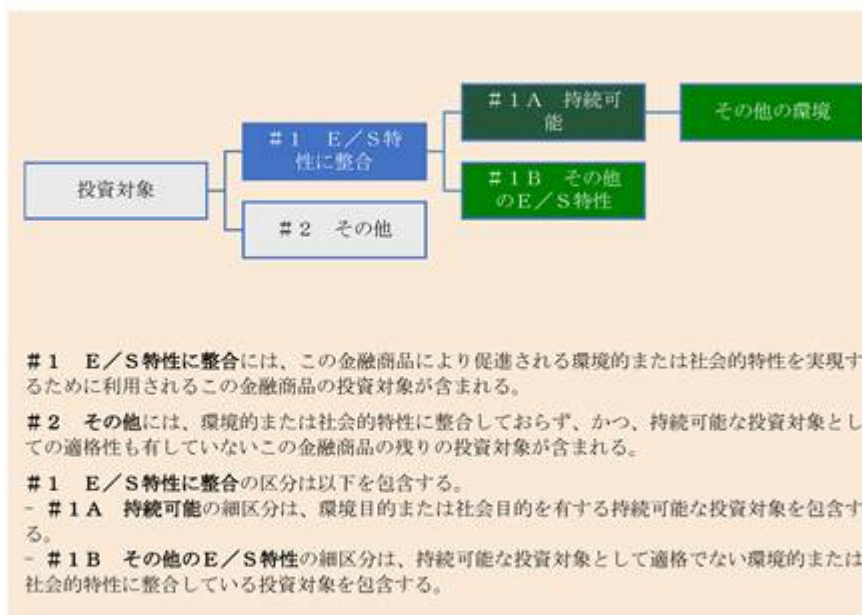 #1A 持続可
能
その他の環境
#1 E/S特
性に整合
投資対象
#1B その他
のE/S特性
#2 その他
#1 E/S特性に整合には、この金融商品により促進される環境的または社会的特性を実現す
るために利用されるこの金融商品の投資対象が含まれる。
#2 その他には、環境的または社会的特性に整合しておらず、かつ、持続可能な投資対象とし
ての適格性も有していないこの金融商品の残りの投資対象が含まれる。
#1 E/S特性に整合の区分は以下を包含する。
- #1A 持続可能の細区分は、環境目的または社会目的を有する持続可能な投資対象を包含す
る。
- #1B その他のE/S特性の細区分は、持続可能な投資対象として適格でない環境的または
社会的特性に整合している投資対象を包含する。